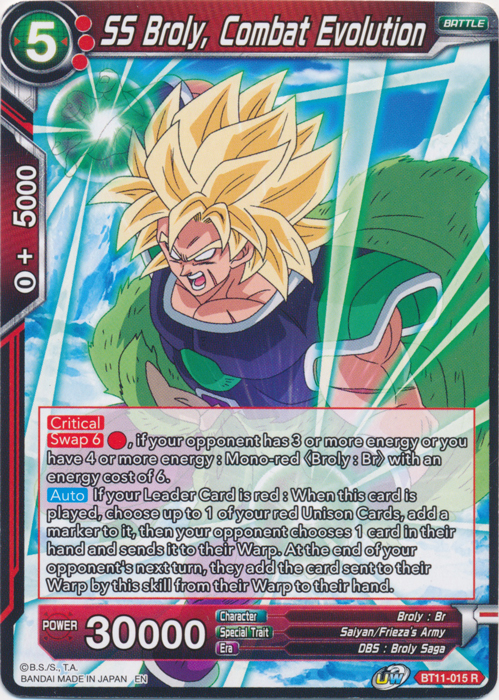 5
SS Broly, Combat Evolution
BATTLE
0 + 5000
Critical
Swap 6 , if your opponent has 3 or more energy or you
have 4 or more energy : Mono-red 《Broly : Br》 with an
energy cost of 6.
Auto If your Leader Card is red : When this card is
played, choose up to 1 of your red Unison Cards, add a
marker to it, then your opponent chooses 1 card in their
hand and sends it to their Warp. At the end of your
opponent's next turn, they add the card sent to their
Warp by this skill from their Warp to their hand.
POWER 30000
Character Broly : Br
Special Trait Saiyan/Frieza's Army
Era DBS : Broly Saga
©B.S./S., T.A.
BANDAI MADE IN JAPAN EN
UW
BT11-015 R